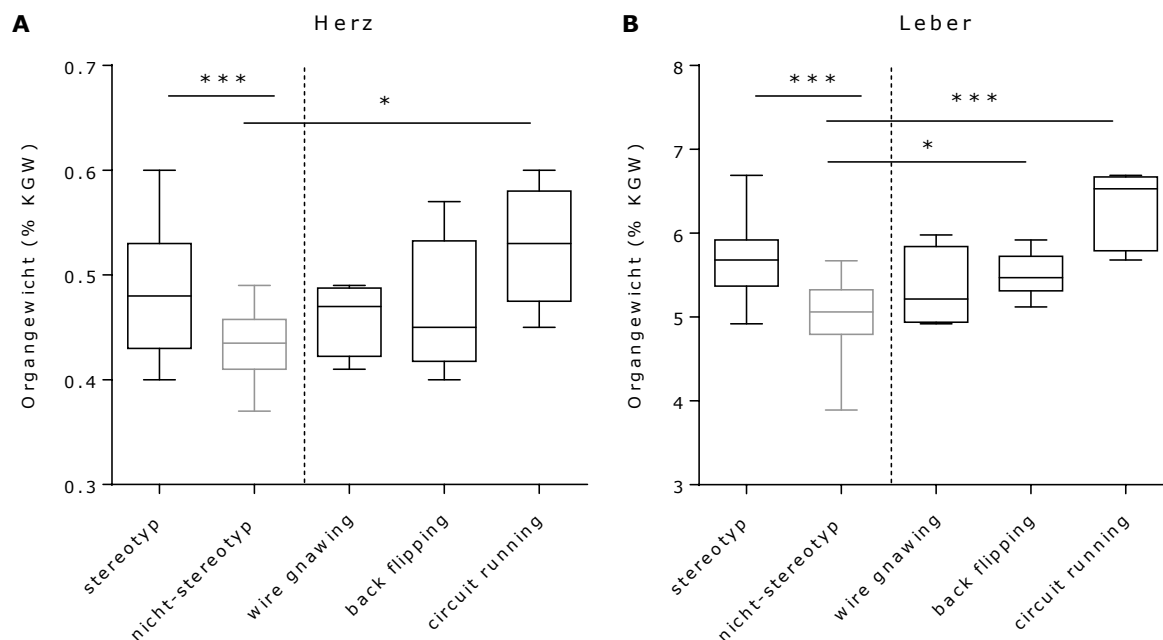 A
Herz
Organgewicht (% KGW)
0.7
0.6
0.5
0.4
0.3
***
*
stereotyp
nicht-stereotyp
wire gnawing
back flipping
circuit running
B
Leber
Organgewicht (% KGW)
8
7
6
5
4
3
***
***
*
stereotyp
nicht-stereotyp
wire gnawing
back flipping
circuit running